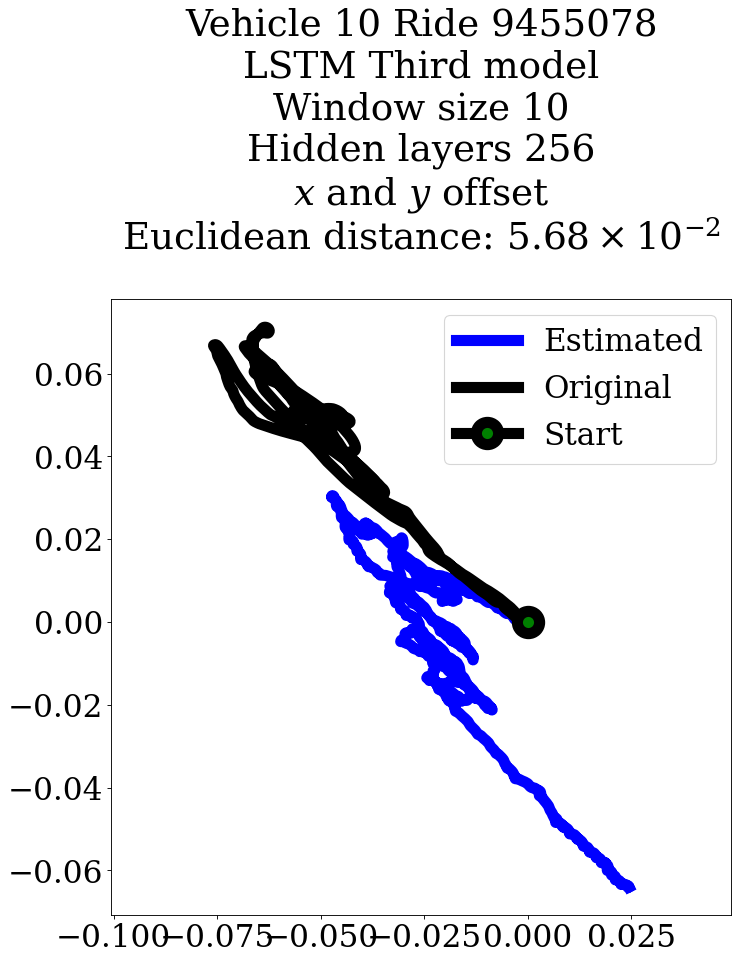 Vehicle 10 Ride 9455078
LSTM Third model
Window size 10
Hidden layers 256
x and y offset
Euclidean distance: 5.68 × 10⁻²
Estimated
Original
Start
0.06
0.04
0.02
0.00
−0.02
−0.04
−0.06
−0.100 −0.075 −0.050 −0.025 0.000 0.025